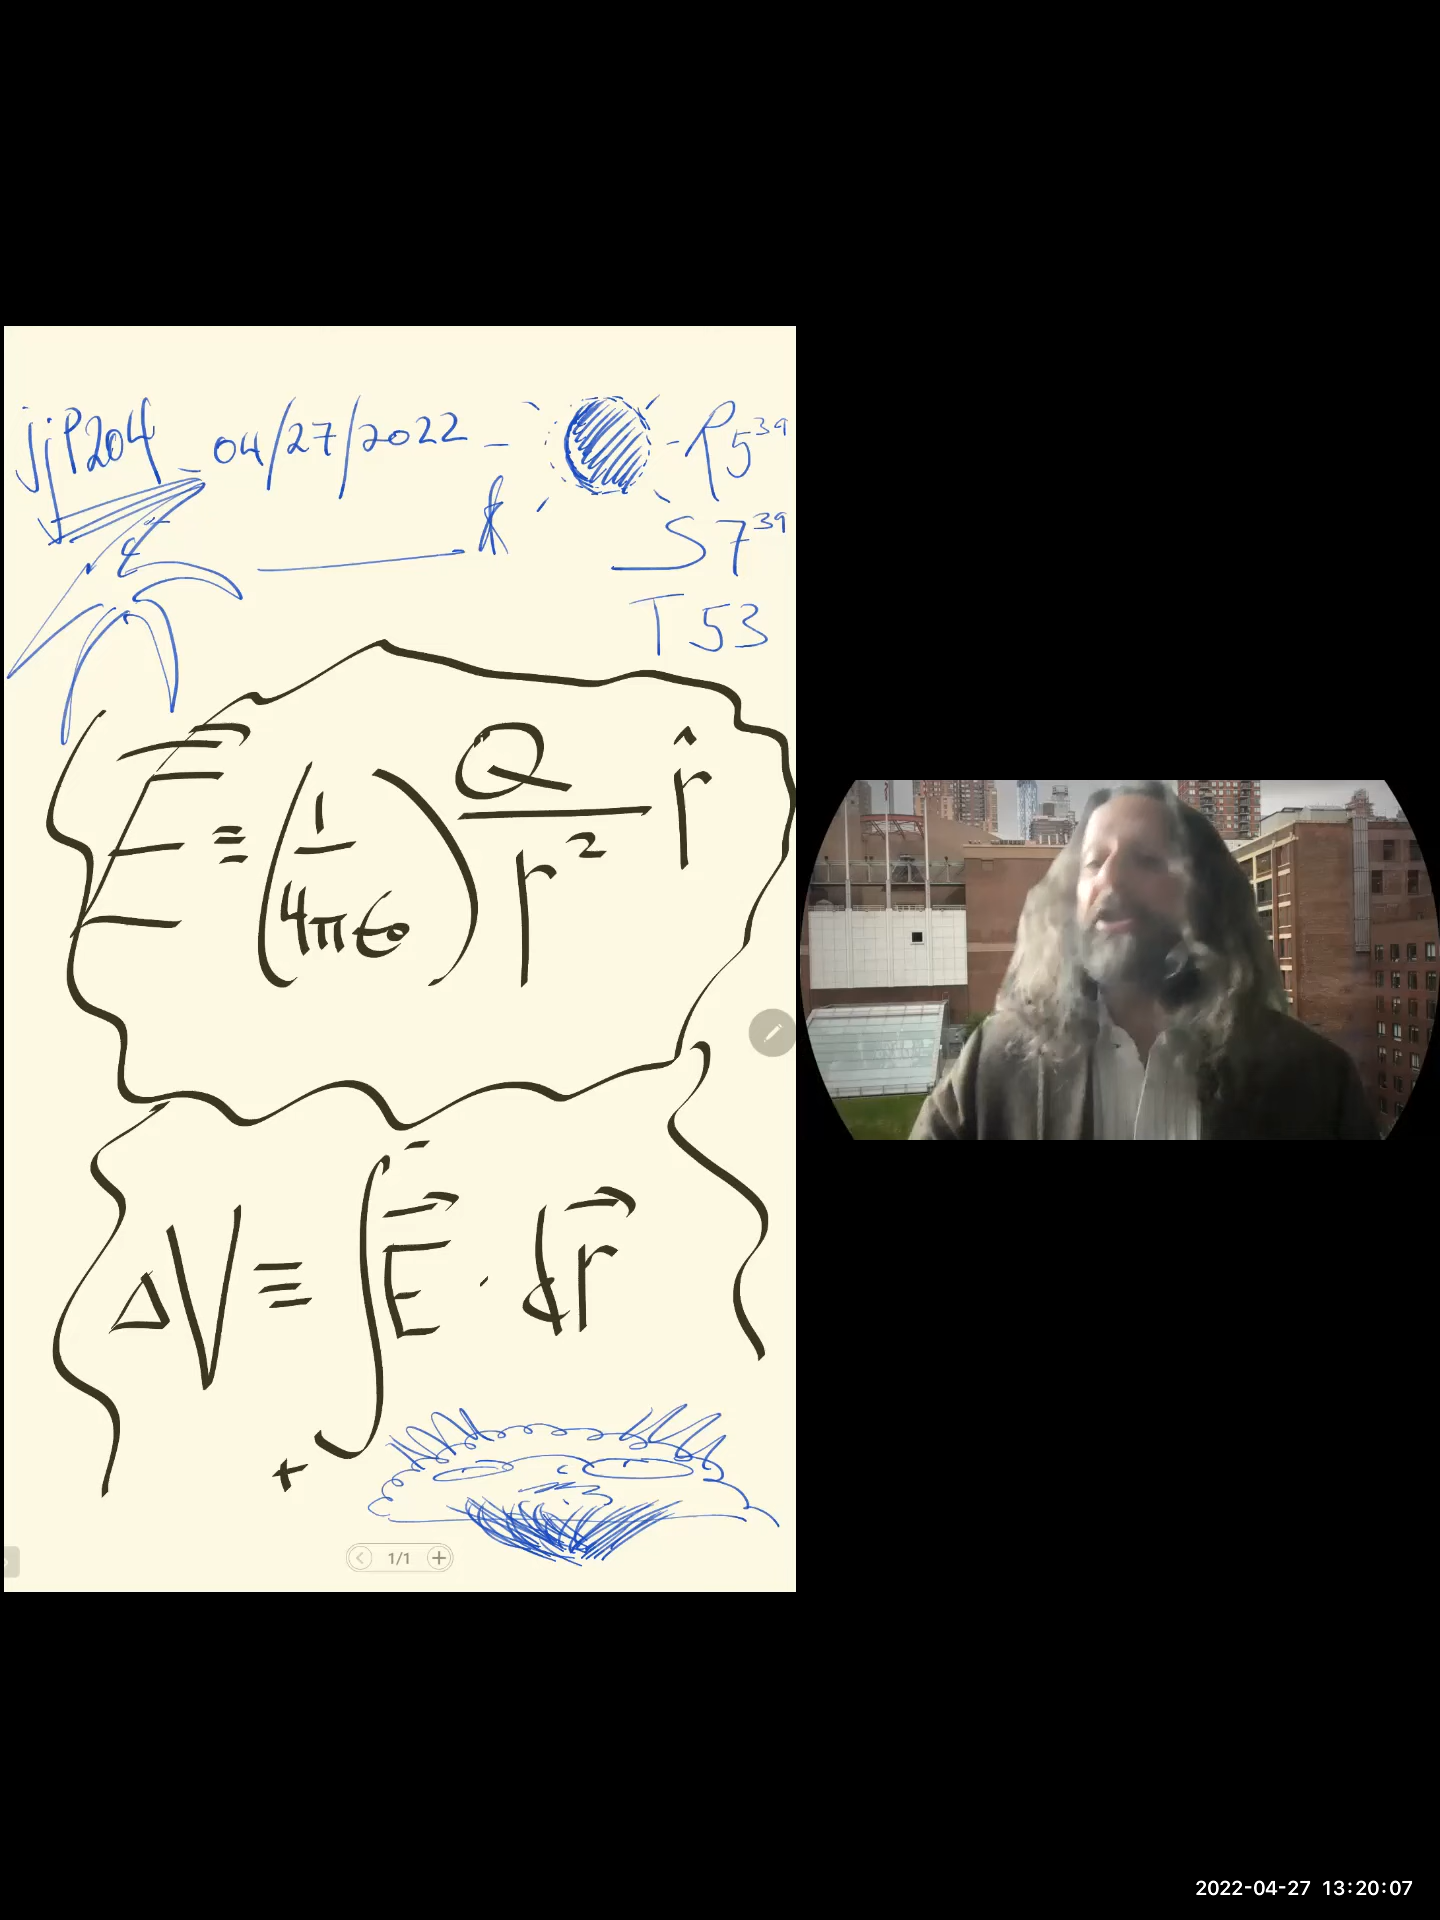 jjP204 - 04/27/2022 - - R5³⁹
S7³⁹
T53
E⃗ = (1/4πϵ₀) Q/r² r̂
-
ΔV ≡ ∫ E⃗ · dr⃗
+
1/1
2022-04-27 13:20:07